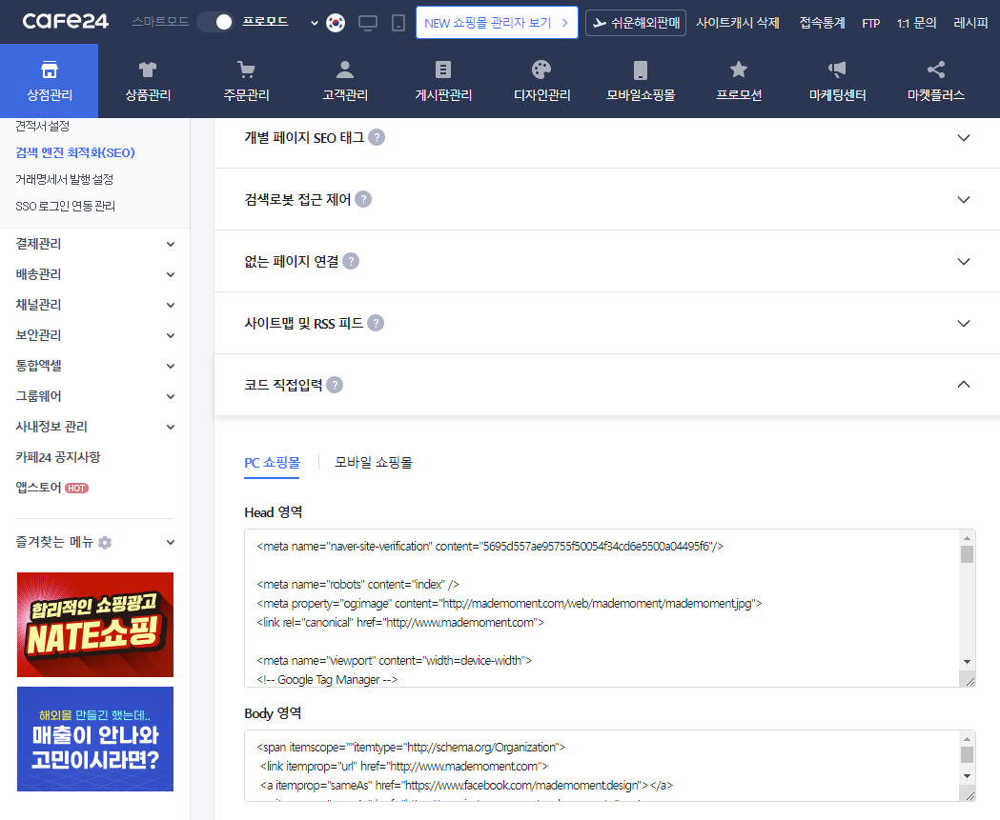 cafe24 스마트모드 프로모드 NEW 쇼핑몰 관리자 보기 쉬운해외판매 사이트캐시 삭제 접속통계 FTP 1:1 문의 레시피
상점관리 상품관리 주문관리 고객관리 게시판관리 디자인관리 모바일쇼핑몰 프로모션 마케팅센터 마켓플러스
견적서 설정
검색 엔진 최적화(SEO)
거래명세서 발행 설정
SSO 로그인 연동 관리
결제관리
배송관리
채널관리
보안관리
통합엑셀
그룹웨어
사내정보 관리
카페24 공지사항
앱스토어 HOT
즐겨찾는 메뉴
합리적인 쇼핑광고
NATE쇼핑
해외몰 만들긴 했는데..
매출이 안나와
고민이시라면?
개별 페이지 SEO 태그 ?
검색로봇 접근 제어 ?
없는 페이지 연결 ?
사이트맵 및 RSS 피드 ?
코드 직접입력 ?
PC 쇼핑몰 모바일 쇼핑몰
Head 영역
<meta name="naver-site-verification" content="5695d557ae95755f50054f34cd6e5500a04495f6"/>
<meta name="robots" content="index" />
<meta property="og:image" content="http://mademoment.com/web/mademoment/mademoment.jpg">
<link rel="canonical" href="http://www.mademoment.com">
<meta name="viewport" content="width=device-width">
<!-- Google Tag Manager -->
Body 영역
<span itemscope=""itemtype="http://schema.org/Organization">
<link itemprop="url" href="http://www.mademoment.com">
<a itemprop="sameAs" href="https://www.facebook.com/mademoment.design"></a>